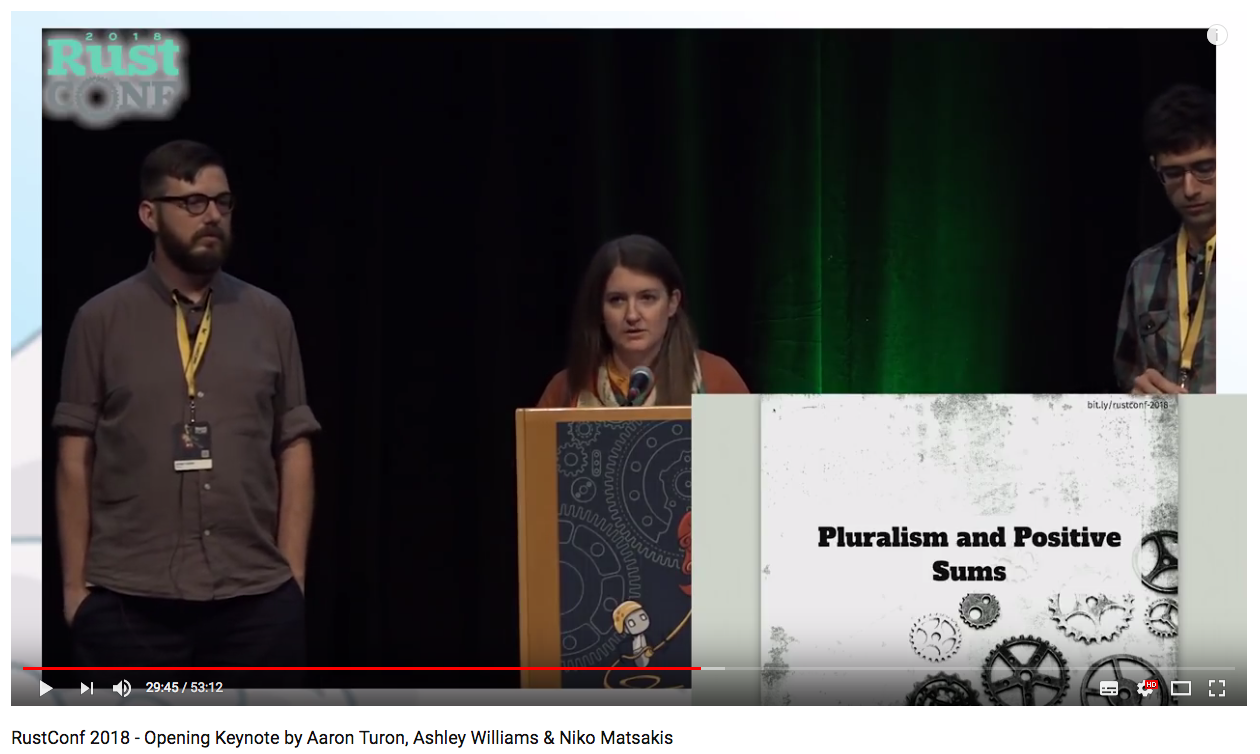 2018
Rust
CONF
i
bit.ly/rustconf-2018
Pluralism and Positive
Sums
29:45 / 53:12
HD
RustConf 2018 - Opening Keynote by Aaron Turon, Ashley Williams & Niko Matsakis